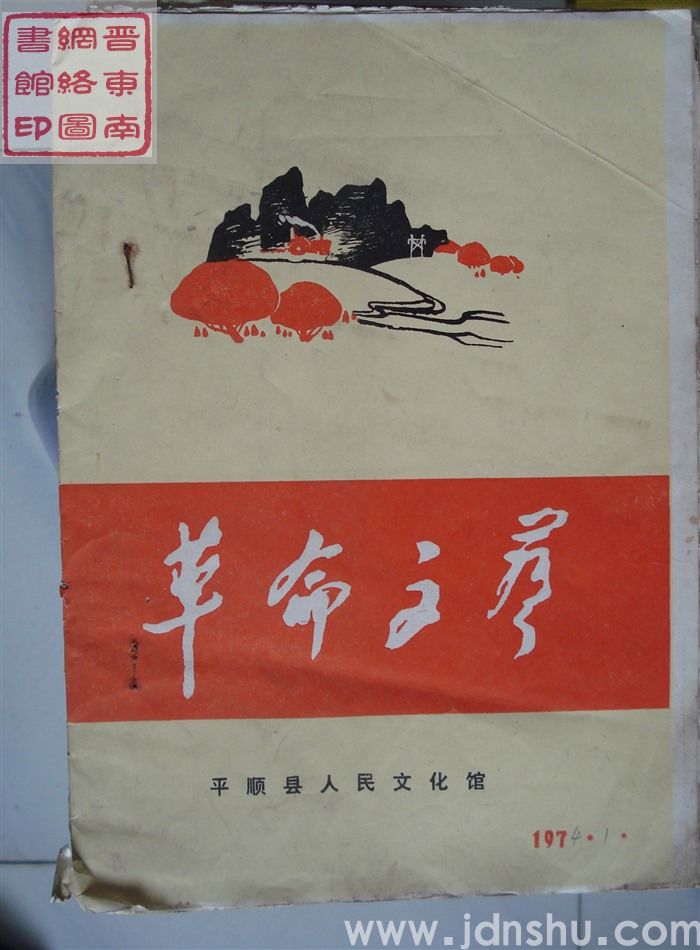 晋東南
網絡圖
書館印
革命文艺
平顺县人民文化馆
1974.1.
www.jdnshu.com